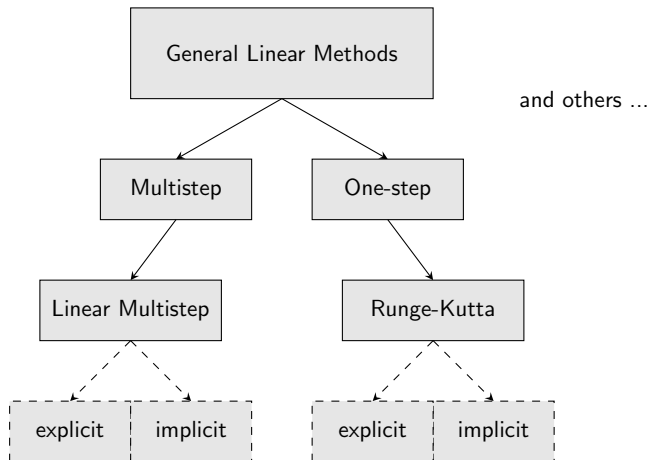 General Linear Methods
and others ...
Multistep
One-step
Linear Multistep
Runge-Kutta
explicit
implicit
explicit
implicit